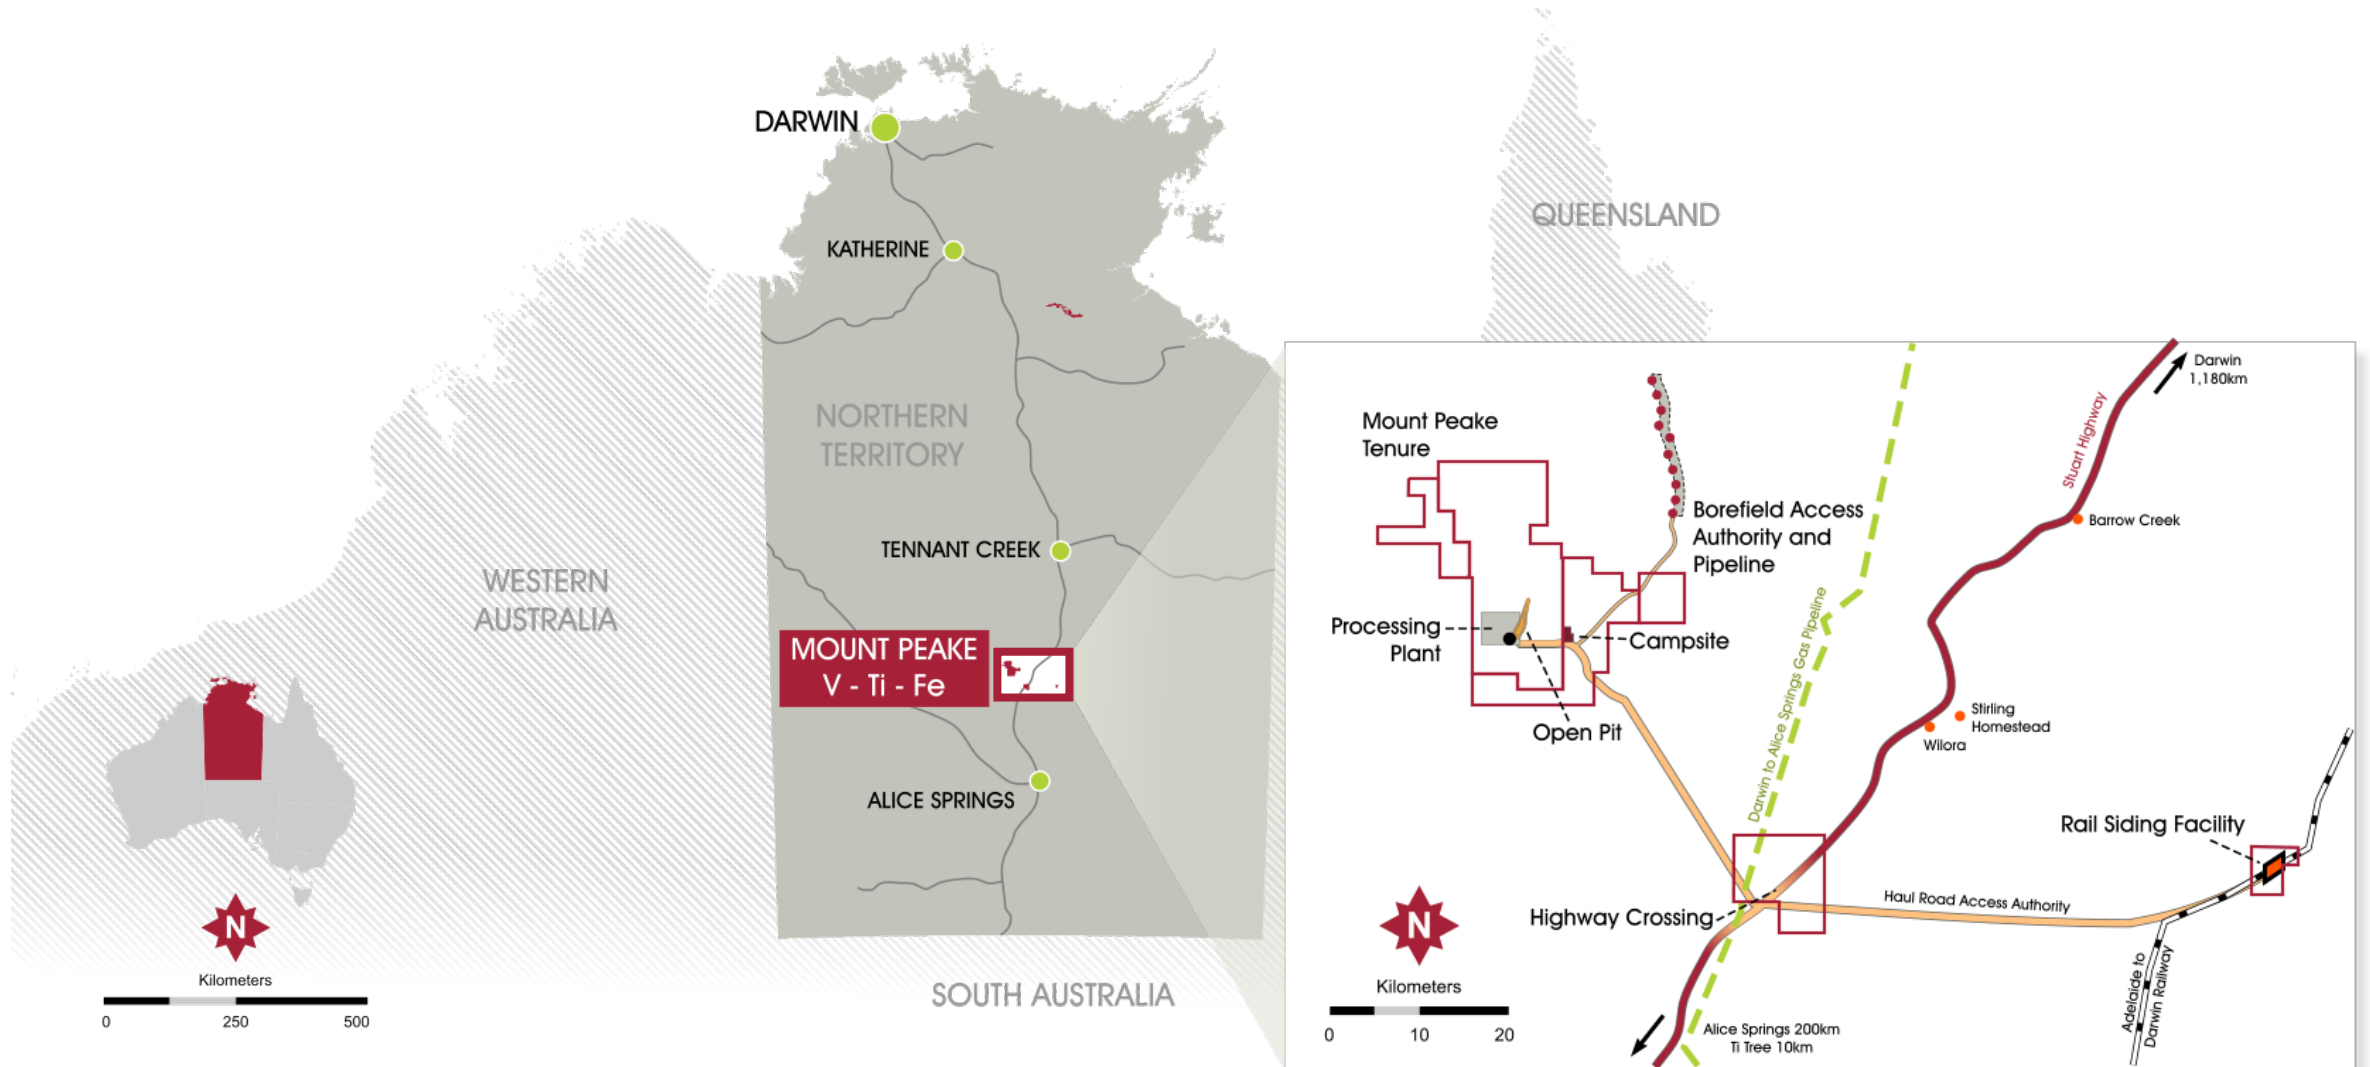 DARWIN
KATHERINE
QUEENSLAND
NORTHERN
TERRITORY
TENNANT CREEK
WESTERN
AUSTRALIA
MOUNT PEAKE
V - Ti - Fe
ALICE SPRINGS
SOUTH AUSTRALIA
N
Kilometers
0 250 500
Darwin
1,180km
Stuart Highway
Mount Peake
Tenure
Borefield Access
Authority and
Pipeline
Barrow Creek
Processing
Plant
Campsite
Open Pit
Darwin to Alice Springs Gas Pipeline
Stirling
Homestead
Wilora
Rail Siding Facility
Haul Road Access Authority
Highway Crossing
N
Kilometers
0 10 20
Alice Springs 200km
Ti Tree 10km
Adelaide to
Darwin Railway